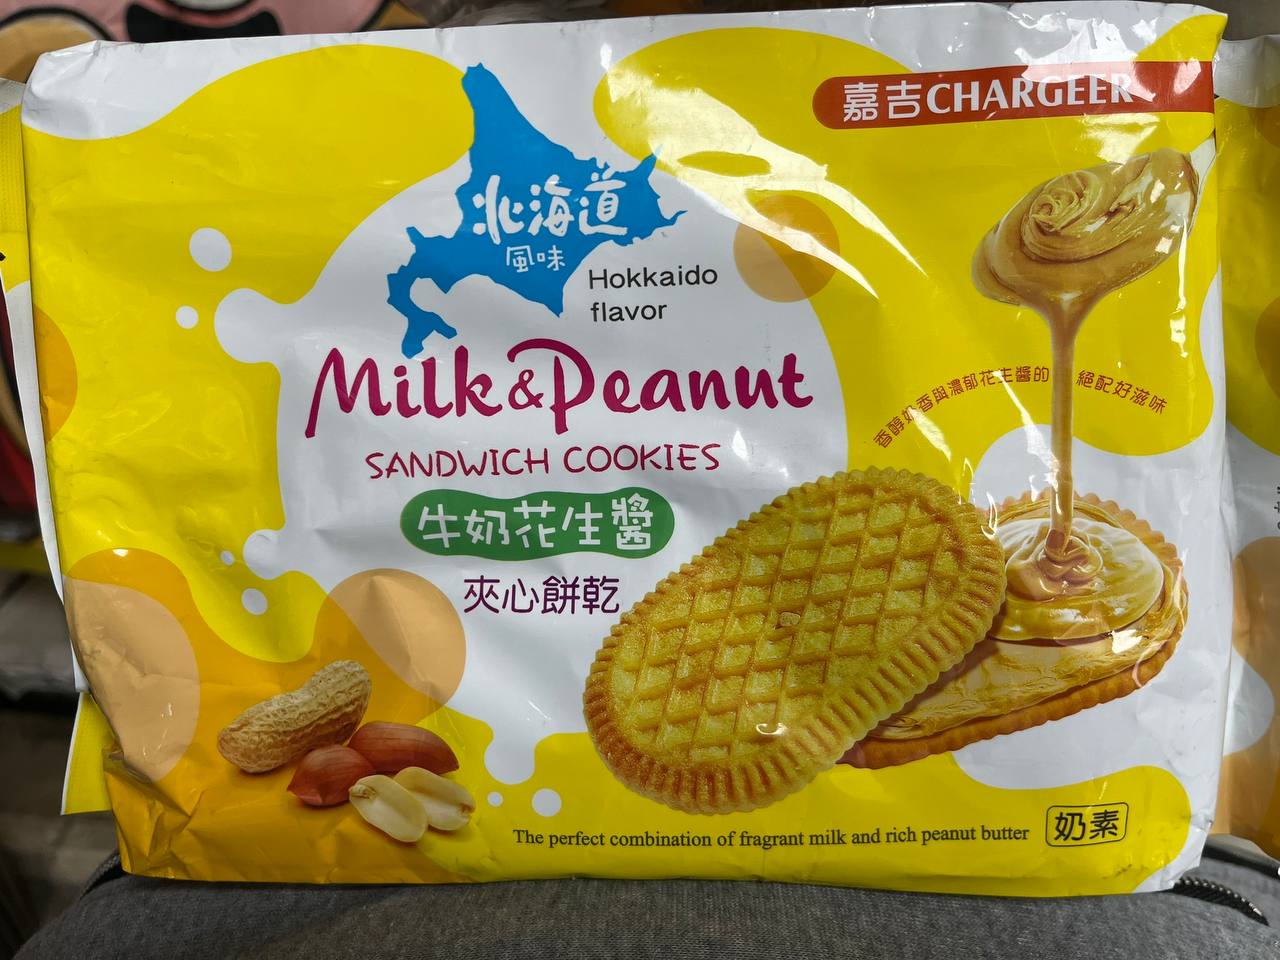 嘉吉CHARGEER
北海道
風味
Hokkaido
flavor
Milk&Peanut
SANDWICH COOKIES
牛奶花生醬
夾心餅乾
香醇奶香與濃郁花生醬的 絕配好滋味
The perfect combination of fragrant milk and rich peanut butter
奶素